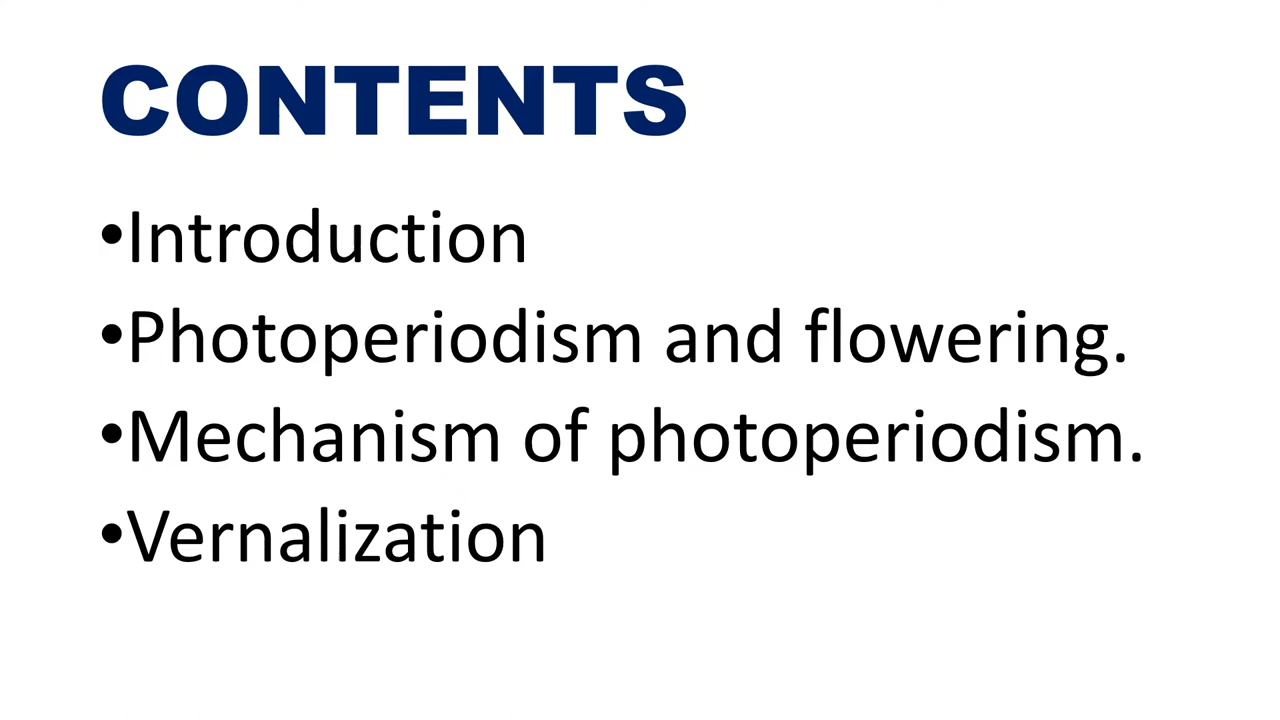 CONTENTS
•Introduction
•Photoperiodism and flowering.
•Mechanism of photoperiodism.
•Vernalization